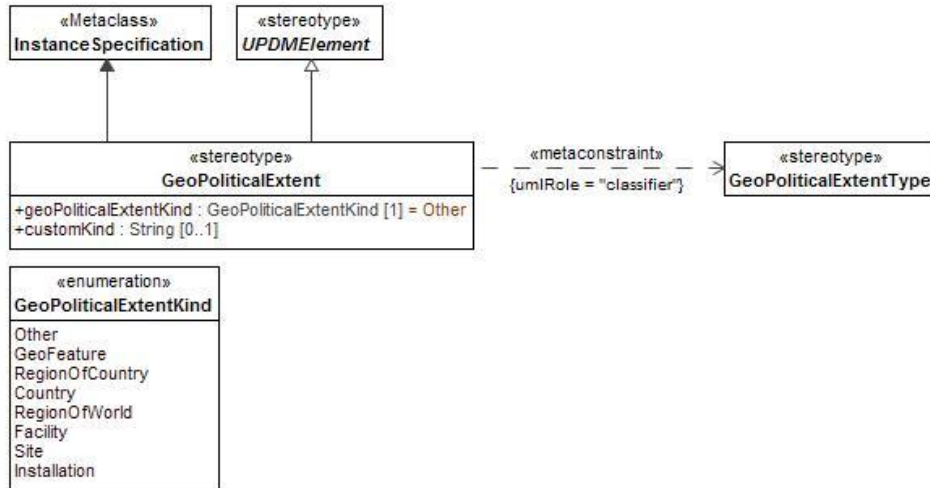 «Metaclass»
InstanceSpecification
«stereotype»
UPDMElement
«stereotype»
GeoPoliticalExtent
+geoPoliticalExtentKind : GeoPoliticalExtentKind [1] = Other
+customKind : String [0..1]
«metaconstraint»
{umlRole = "classifier"}
«stereotype»
GeoPoliticalExtentType
«enumeration»
GeoPoliticalExtentKind
Other
GeoFeature
RegionOfCountry
Country
RegionOfWorld
Facility
Site
Installation